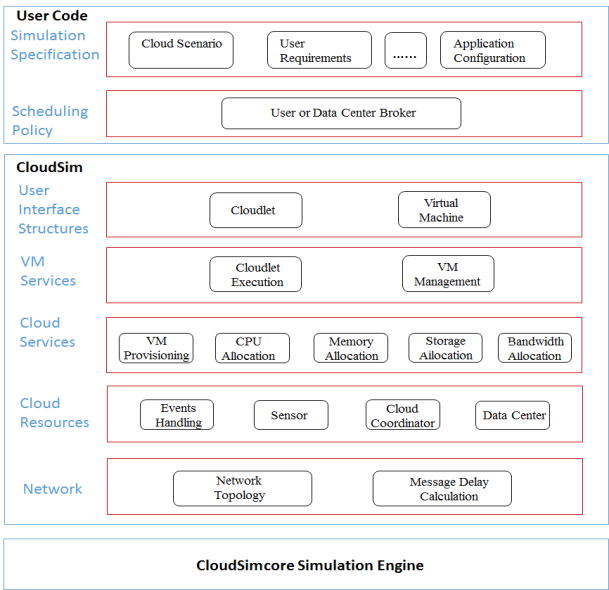 User Code
Simulation
Specification
Cloud Scenario
User
Requirements
......
Application
Configuration
Scheduling
Policy
User or Data Center Broker
CloudSim
User
Interface
Structures
Cloudlet
Virtual
Machine
VM
Services
Cloudlet
Execution
VM
Management
Cloud
Services
VM
Provisioning
CPU
Allocation
Memory
Allocation
Storage
Allocation
Bandwidth
Allocation
Cloud
Resources
Events
Handling
Sensor
Cloud
Coordinator
Data Center
Network
Network
Topology
Message Delay
Calculation
CloudSimcore Simulation Engine